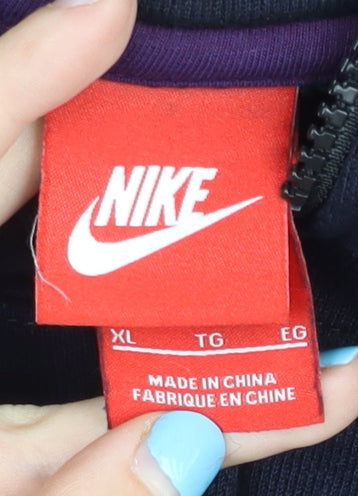 NIKE
XL TG EG
MADE IN CHINA
FABRIQUE EN CHINE